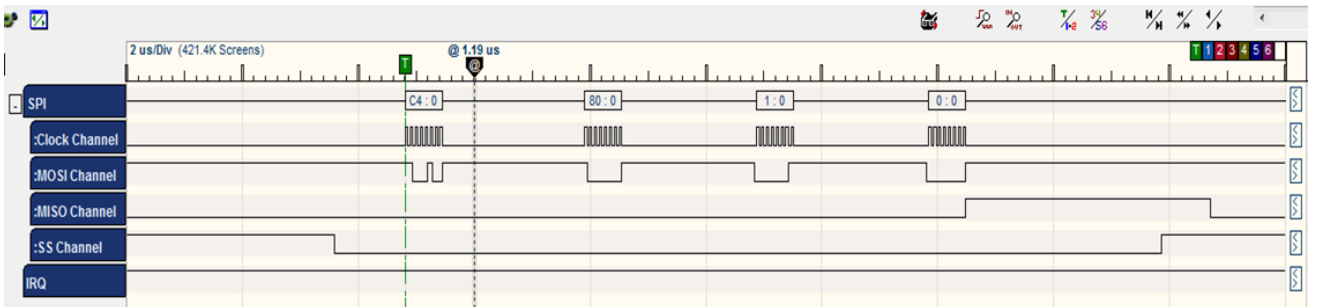 2 us/Div (421.4K Screens)
@ 1.19 us
T 1 2 3 4 5 6
T
@
SPI
C4 : 0
80 : 0
1 : 0
0 : 0
:Clock Channel
:MOSI Channel
:MISO Channel
:SS Channel
IRQ